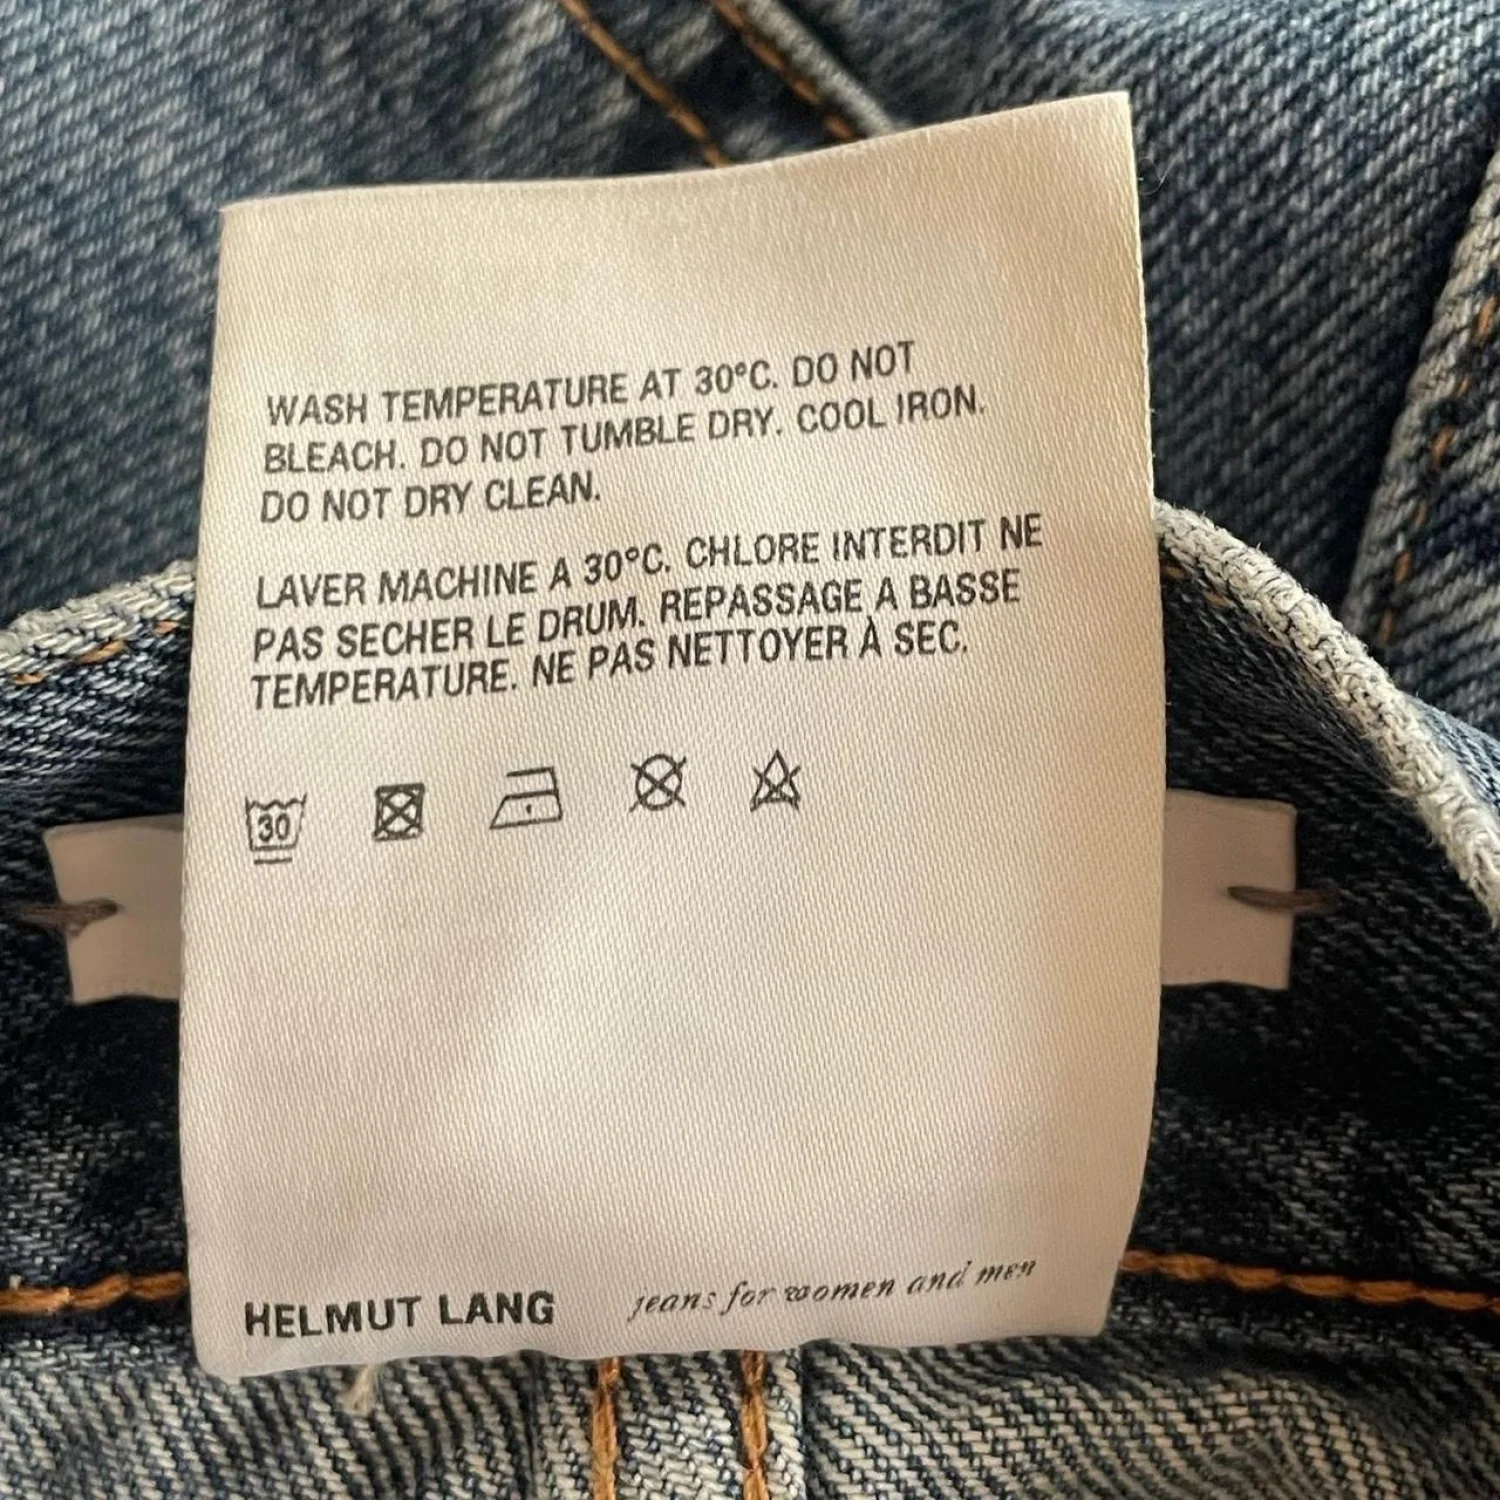 WASH TEMPERATURE AT 30°C. DO NOT
BLEACH. DO NOT TUMBLE DRY. COOL IRON.
DO NOT DRY CLEAN.
LAVER MACHINE A 30°C. CHLORE INTERDIT NE
PAS SECHER LE DRUM. REPASSAGE A BASSE
TEMPERATURE. NE PAS NETTOYER À SEC.
30
HELMUT LANG jeans for women and men